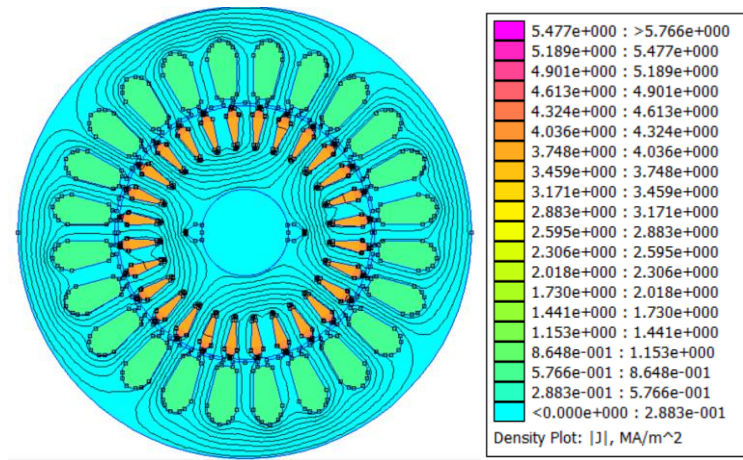 5.477e+000 : >5.766e+000
5.189e+000 : 5.477e+000
4.901e+000 : 5.189e+000
4.613e+000 : 4.901e+000
4.324e+000 : 4.613e+000
4.036e+000 : 4.324e+000
3.748e+000 : 4.036e+000
3.459e+000 : 3.748e+000
3.171e+000 : 3.459e+000
2.883e+000 : 3.171e+000
2.595e+000 : 2.883e+000
2.306e+000 : 2.595e+000
2.018e+000 : 2.306e+000
1.730e+000 : 2.018e+000
1.441e+000 : 1.730e+000
1.153e+000 : 1.441e+000
8.648e-001 : 1.153e+000
5.766e-001 : 8.648e-001
2.883e-001 : 5.766e-001
<0.000e+000 : 2.883e-001
Density Plot: |J|, MA/m^2